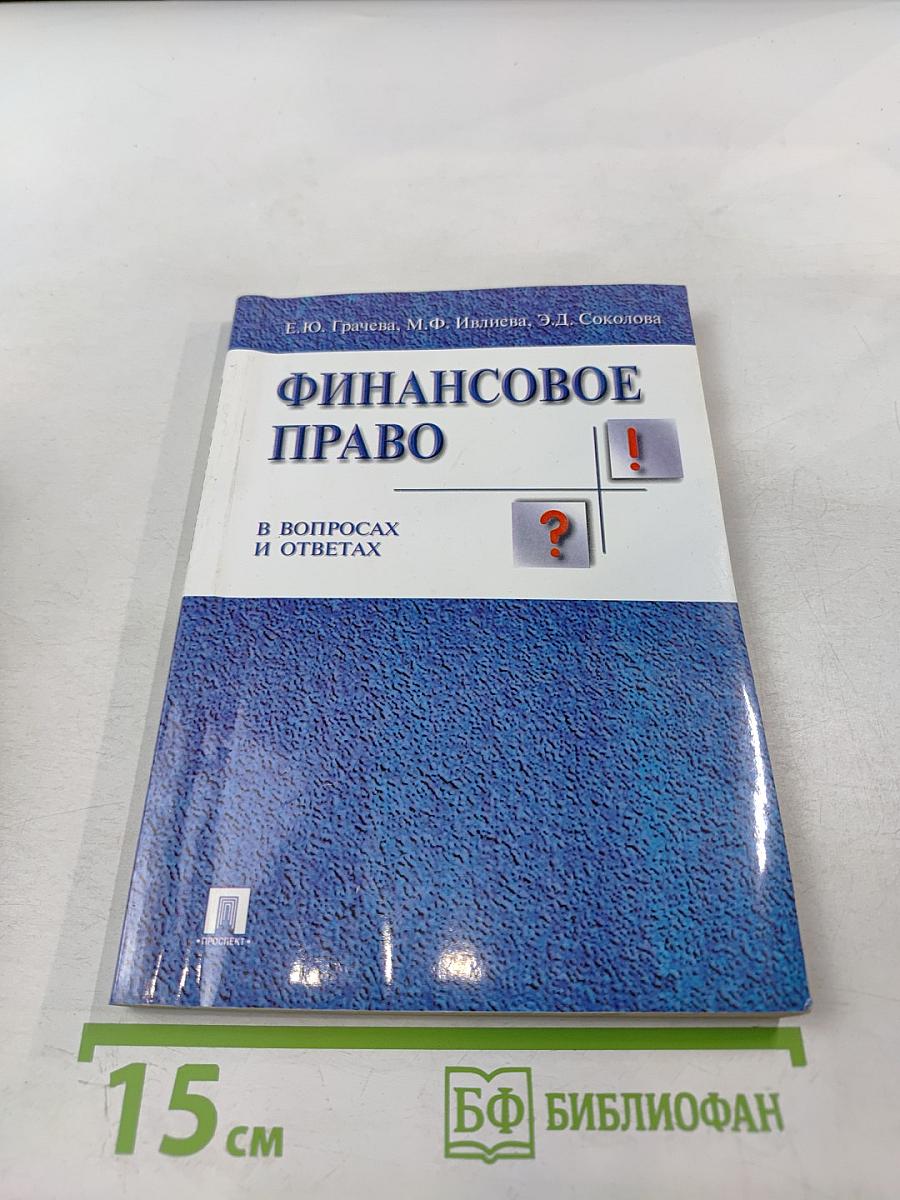 Е.Ю. Грачева, М.Ф. Ивлиева, Э.Д. Соколова
ФИНАНСОВОЕ
ПРАВО
!
?
В ВОПРОСАХ
И ОТВЕТАХ
П
• ПРОСПЕКТ •
15 см
БФ БИБЛИОФАН